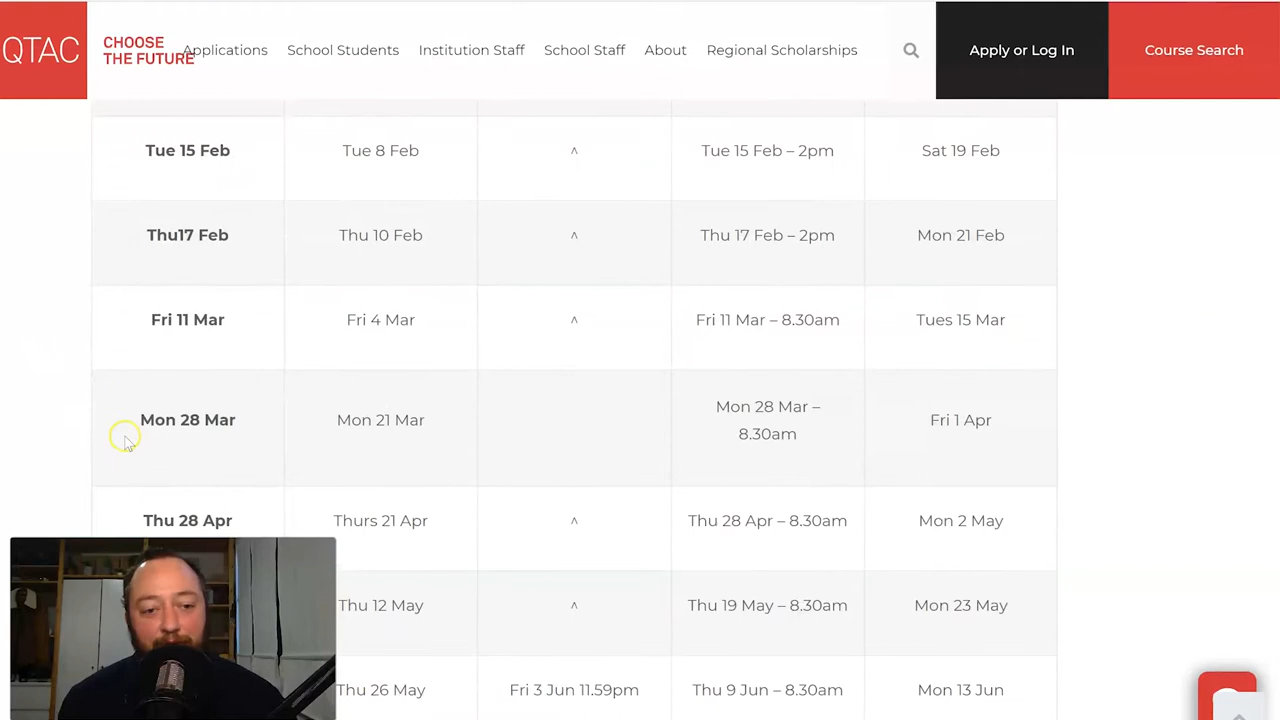 QTAC
CHOOSE
THE FUTURE
Applications School Students Institution Staff School Staff About Regional Scholarships
Apply or Log In
Course Search
Tue 15 Feb Tue 8 Feb ^ Tue 15 Feb – 2pm Sat 19 Feb
Thu17 Feb Thu 10 Feb ^ Thu 17 Feb – 2pm Mon 21 Feb
Fri 11 Mar Fri 4 Mar ^ Fri 11 Mar – 8.30am Tues 15 Mar
Mon 28 Mar Mon 21 Mar Mon 28 Mar –
8.30am Fri 1 Apr
Thu 28 Apr Thurs 21 Apr ^ Thu 28 Apr – 8.30am Mon 2 May
Thu 12 May ^ Thu 19 May – 8.30am Mon 23 May
Thu 26 May Fri 3 Jun 11.59pm Thu 9 Jun – 8.30am Mon 13 Jun